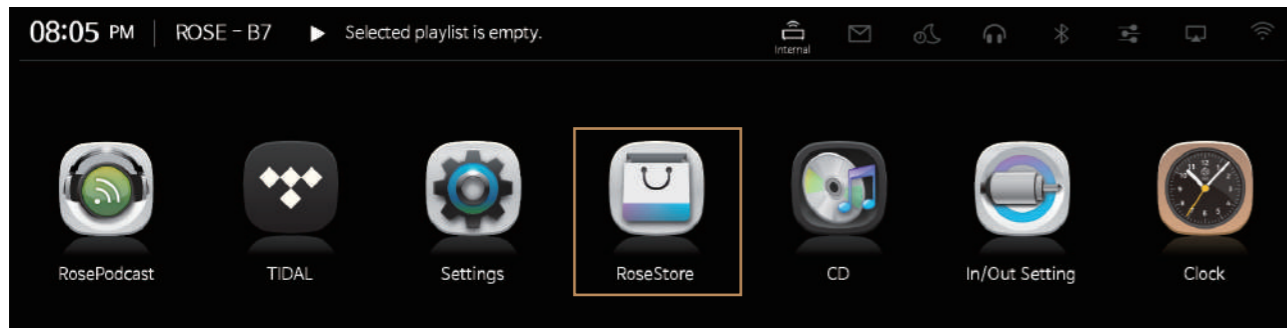 08:05 PM | ROSE - B7 ▶ Selected playlist is empty.
Internal
RosePodcast TIDAL Settings RoseStore CD In/Out Setting Clock